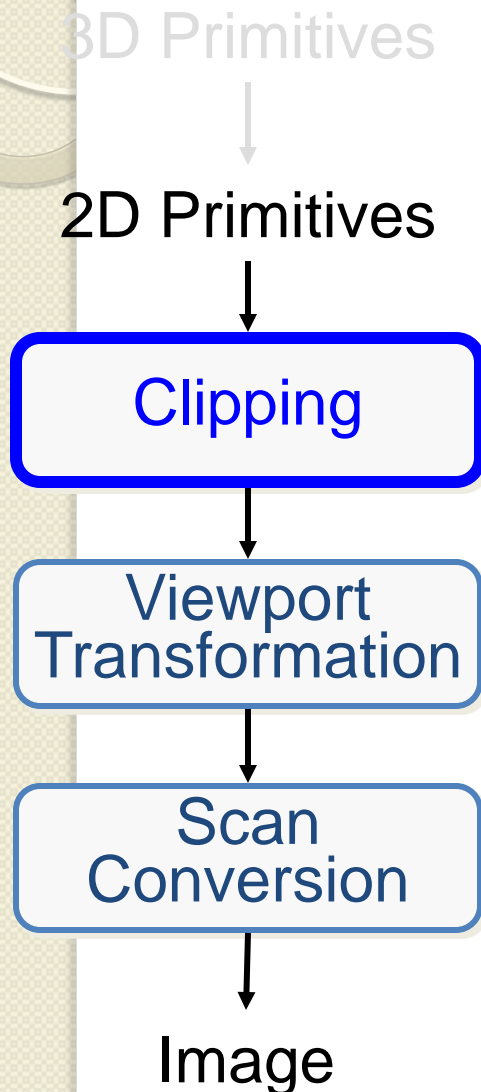 3D Primitives
2D Primitives
Clipping
Viewport
Transformation
Scan
Conversion
Image